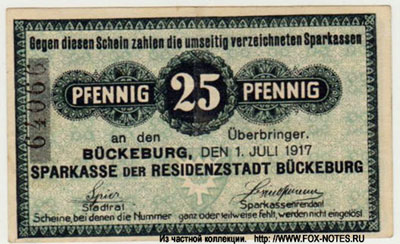 Gegen diesen Schein zahlen die umseitig verzeichneten Sparkassen
PFENNIG 25 PFENNIG
64066
an den Überbringer.
BÜCKEBURG, DEN 1. JULI 1917
SPARKASSE DER RESIDENZSTADT BÜCKEBURG
Stadtrat Sparkassenrendant
Scheine, bei denen die Nummer ganz oder teilweise fehlt, werden nicht eingelöst
Из частной коллекции. WWW.FOX-NOTES.RU